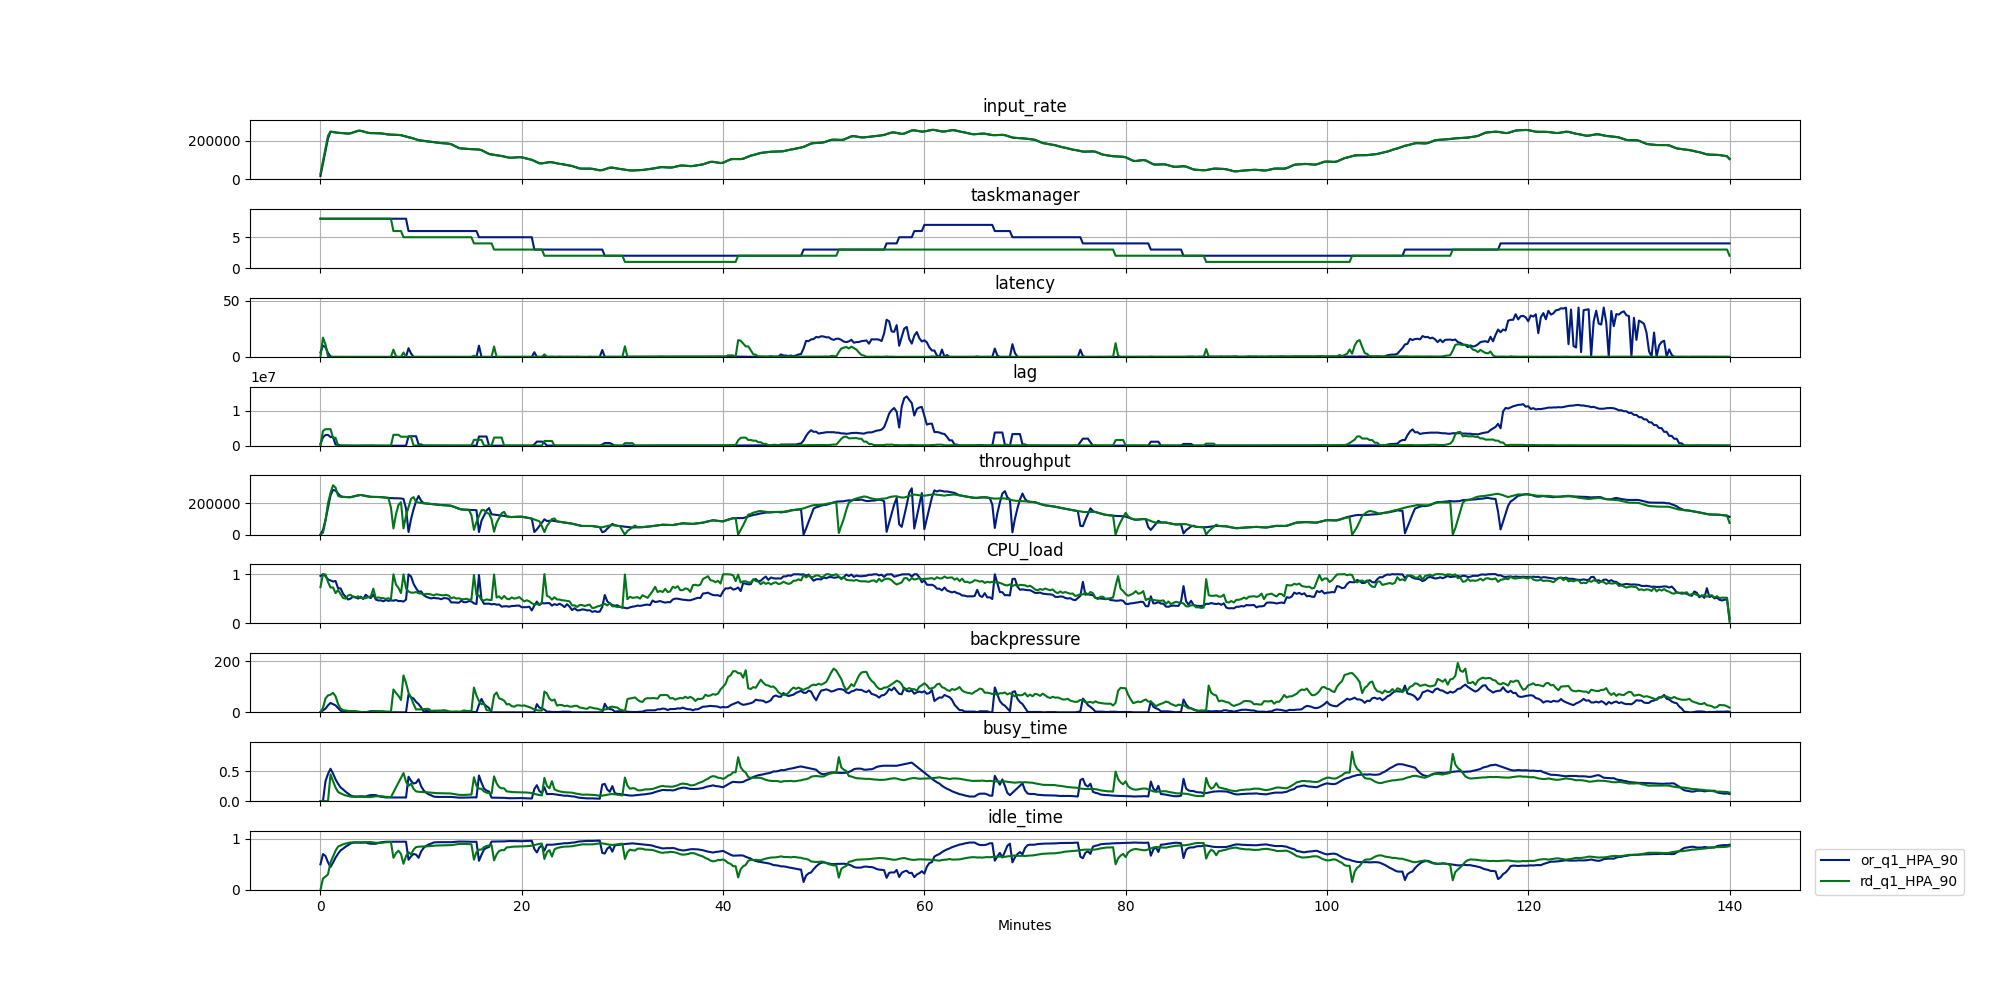 input_rate
200000
0
taskmanager
5
0
latency
50
0
1e7
lag
1
0
throughput
200000
0
CPU_load
1
0
backpressure
200
0
busy_time
0.5
0.0
idle_time
1
0
0 20 40 60 80 100 120 140
Minutes
or_q1_HPA_90
rd_q1_HPA_90